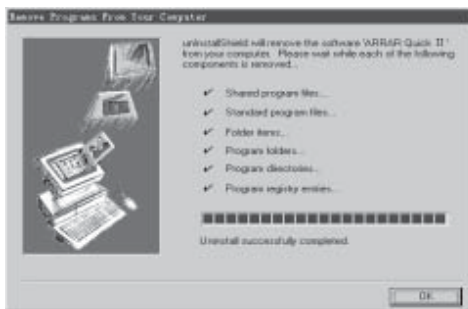 Remove Programs From Your Computer
unInstallShield will remove the software 'ARRAR Quick II'
from your computer. Please wait while each of the following
components is removed...
✔ Shared program files...
✔ Standard program files...
✔ Folder items...
✔ Program folders...
✔ Program directories...
✔ Program registry entries...
Uninstall successfully completed.
OK